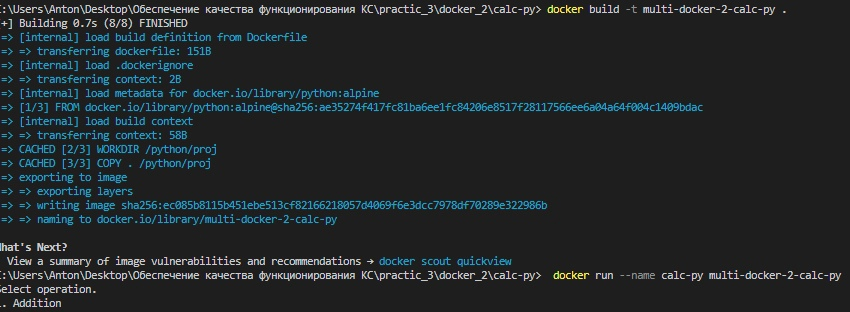 :\Users\Anton\Desktop\Обеспечение качества функционирования КС\practic_3\docker_2\calc-py> docker build -t multi-docker-2-calc-py .
+] Building 0.7s (8/8) FINISHED
=> [internal] load build definition from Dockerfile
=> => transferring dockerfile: 151B
=> [internal] load .dockerignore
=> => transferring context: 2B
=> [internal] load metadata for docker.io/library/python:alpine
=> [1/3] FROM docker.io/library/python:alpine@sha256:ae35274f417fc81ba6ee1fc84206e8517f28117566ee6a04a64f004c1409bdac
=> [internal] load build context
=> => transferring context: 58B
=> CACHED [2/3] WORKDIR /python/proj
=> CACHED [3/3] COPY . /python/proj
=> exporting to image
=> => exporting layers
=> => writing image sha256:ec085b8115b451ebe513cf82166218057d4069f6e3dcc7978df70289e322986b
=> => naming to docker.io/library/multi-docker-2-calc-py
What's Next?
View a summary of image vulnerabilities and recommendations → docker scout quickview
:\Users\Anton\Desktop\Обеспечение качества функционирования КС\practic_3\docker_2\calc-py> docker run --name calc-py multi-docker-2-calc-py
Select operation.
1. Addition